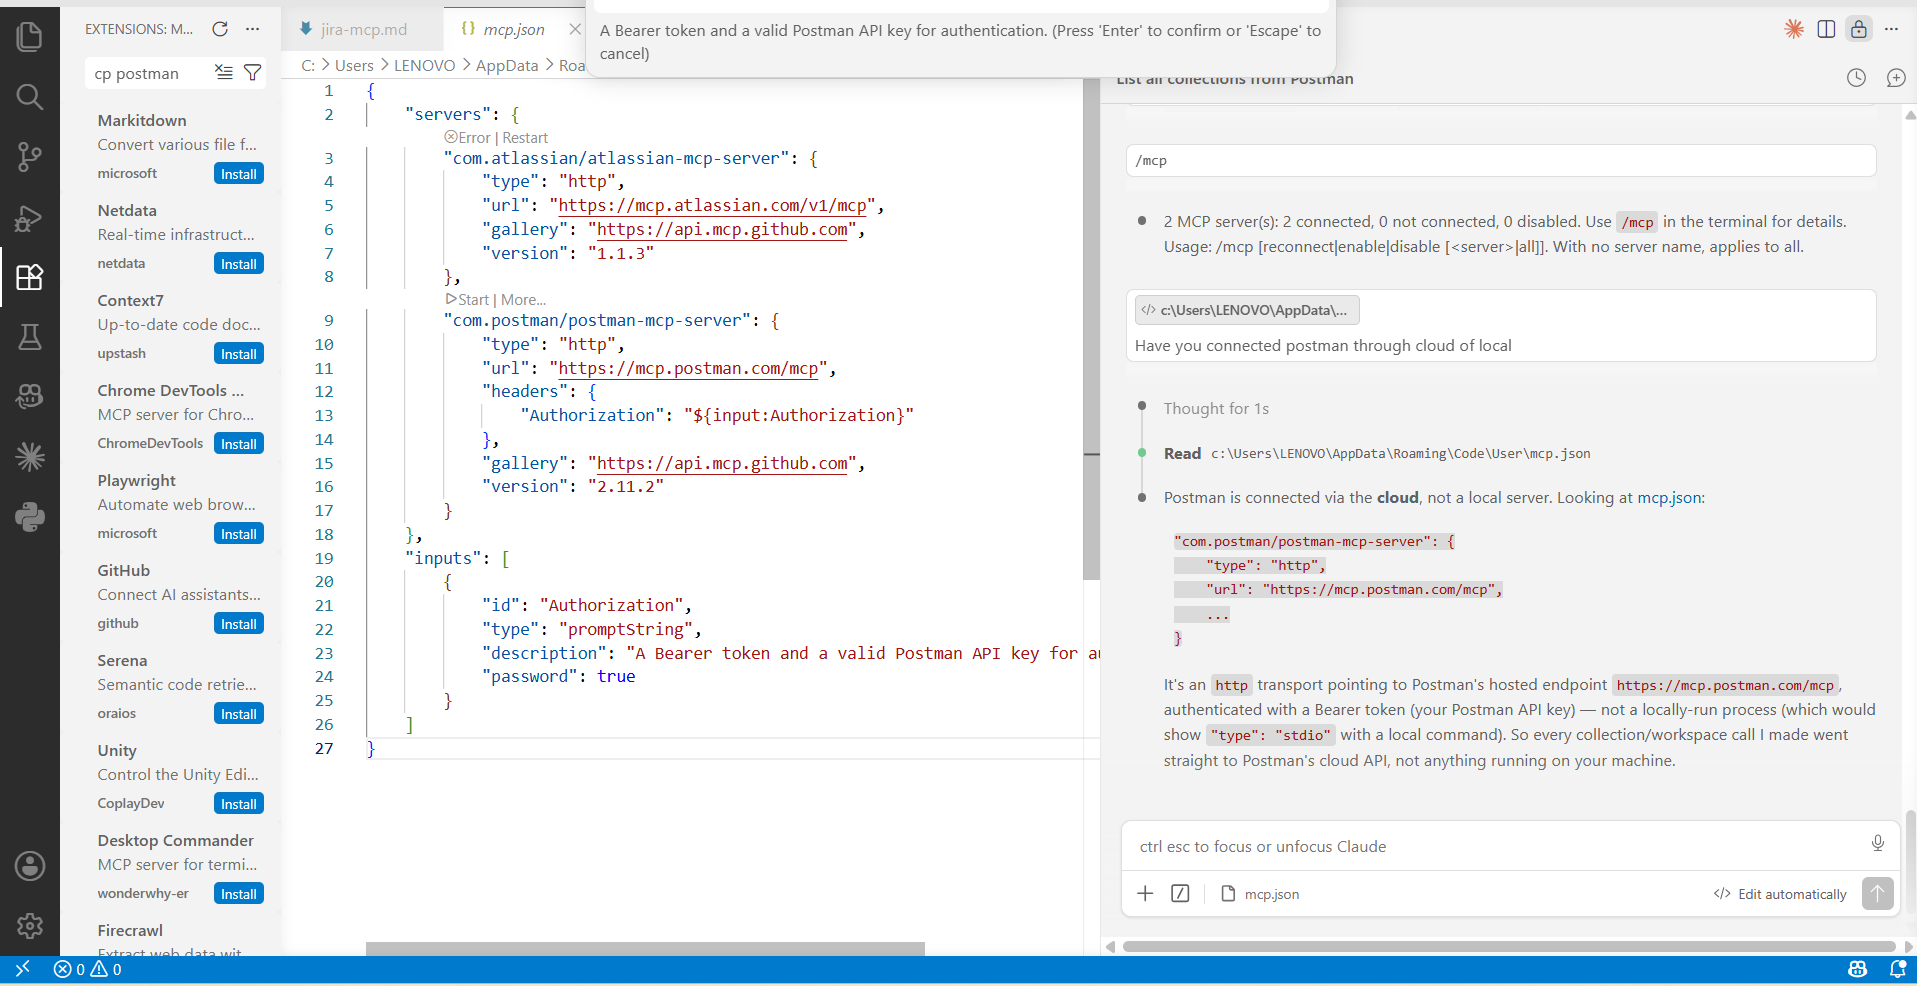 A Bearer token and a valid Postman API key for authentication. (Press 'Enter' to confirm or 'Escape' to
cancel)
EXTENSIONS: M...
cp postman
Markitdown
Convert various file f...
microsoft
Install
Netdata
Real-time infrastruct...
netdata
Install
Context7
Up-to-date code doc...
upstash
Install
Chrome DevTools ...
MCP server for Chro...
ChromeDevTools
Install
Playwright
Automate web brow...
microsoft
Install
GitHub
Connect AI assistants...
github
Install
Serena
Semantic code retrie...
oraios
Install
Unity
Control the Unity Edi...
CoplayDev
Install
Desktop Commander
MCP server for termi...
wonderwhy-er
Install
Firecrawl
Extract web data wit
jira-mcp.md
mcp.json
C: > Users > LENOVO > AppData > Roa
1 {
2 "servers": {
Error | Restart
3 "com.atlassian/atlassian-mcp-server": {
4 "type": "http",
5 "url": "https://mcp.atlassian.com/v1/mcp",
6 "gallery": "https://api.mcp.github.com",
7 "version": "1.1.3"
8 },
Start | More...
9 "com.postman/postman-mcp-server": {
10 "type": "http",
11 "url": "https://mcp.postman.com/mcp",
12 "headers": {
13 "Authorization": "${input:Authorization}"
14 },
15 "gallery": "https://api.mcp.github.com",
16 "version": "2.11.2"
17 }
18 },
19 "inputs": [
20 {
21 "id": "Authorization",
22 "type": "promptString",
23 "description": "A Bearer token and a valid Postman API key for au
24 "password": true
25 }
26 ]
27 }
List all collections from Postman
/mcp
2 MCP server(s): 2 connected, 0 not connected, 0 disabled. Use /mcp in the terminal for details.
Usage: /mcp [reconnect|enable|disable [<server>|all]]. With no server name, applies to all.
c:\Users\LENOVO\AppData\...
Have you connected postman through cloud of local
Thought for 1s
Read c:\Users\LENOVO\AppData\Roaming\Code\User\mcp.json
Postman is connected via the cloud, not a local server. Looking at mcp.json:
"com.postman/postman-mcp-server": {
"type": "http",
"url": "https://mcp.postman.com/mcp",
...
}
It's an http transport pointing to Postman's hosted endpoint https://mcp.postman.com/mcp,
authenticated with a Bearer token (your Postman API key) — not a locally-run process (which would
show "type": "stdio" with a local command). So every collection/workspace call I made went
straight to Postman's cloud API, not anything running on your machine.
ctrl esc to focus or unfocus Claude
mcp.json
Edit automatically
0 0